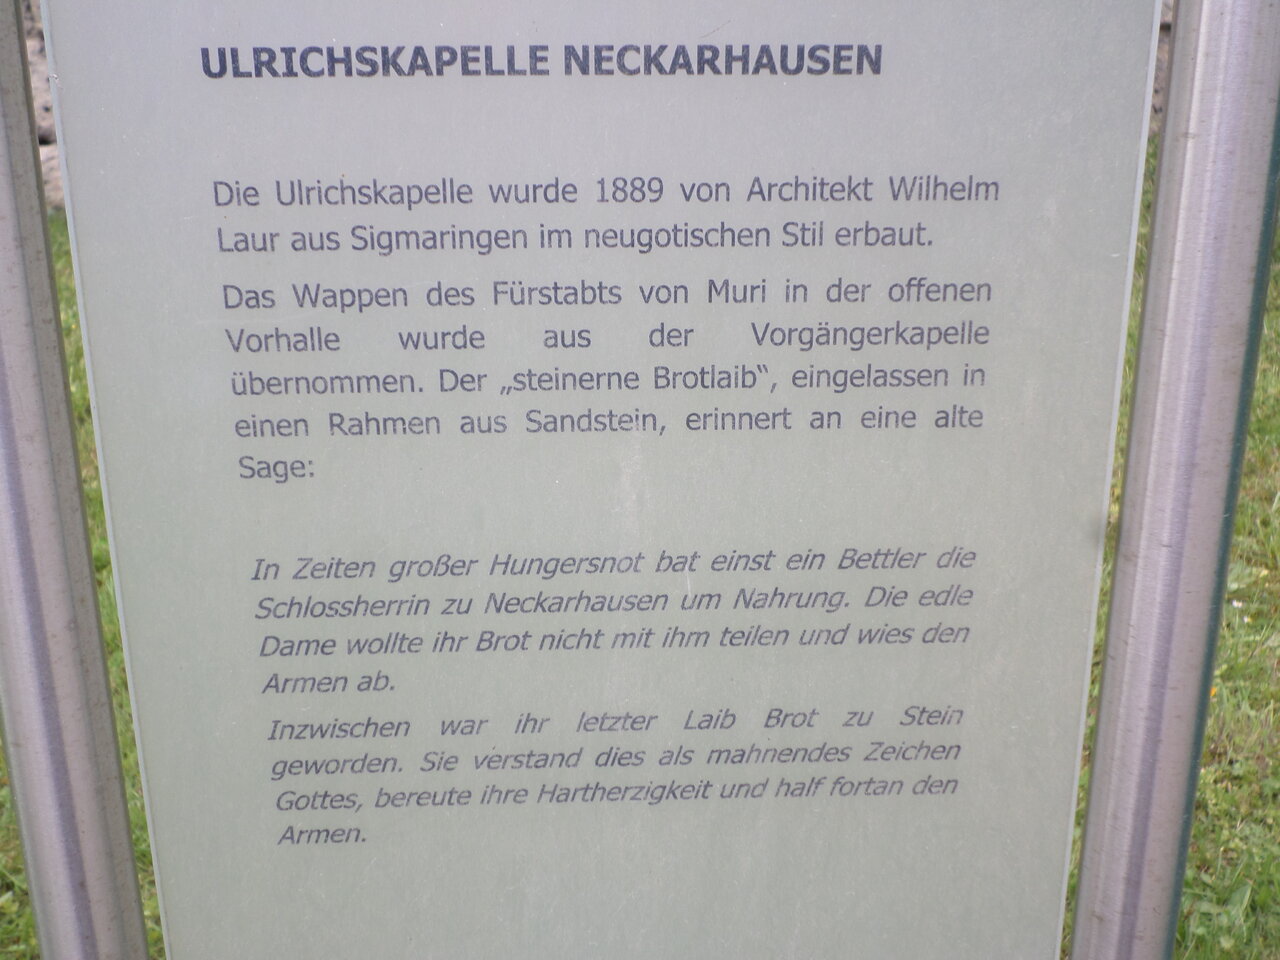 ULRICHSKAPELLE NECKARHAUSEN
Die Ulrichskapelle wurde 1889 von Architekt Wilhelm
Laur aus Sigmaringen im neugotischen Stil erbaut.
Das Wappen des Fürstabts von Muri in der offenen
Vorhalle wurde aus der Vorgängerkapelle
übernommen. Der „steinerne Brotlaib“, eingelassen in
einen Rahmen aus Sandstein, erinnert an eine alte
Sage:
In Zeiten großer Hungersnot bat einst ein Bettler die
Schlossherrin zu Neckarhausen um Nahrung. Die edle
Dame wollte ihr Brot nicht mit ihm teilen und wies den
Armen ab.
Inzwischen war ihr letzter Laib Brot zu Stein
geworden. Sie verstand dies als mahnendes Zeichen
Gottes, bereute ihre Hartherzigkeit und half fortan den
Armen.